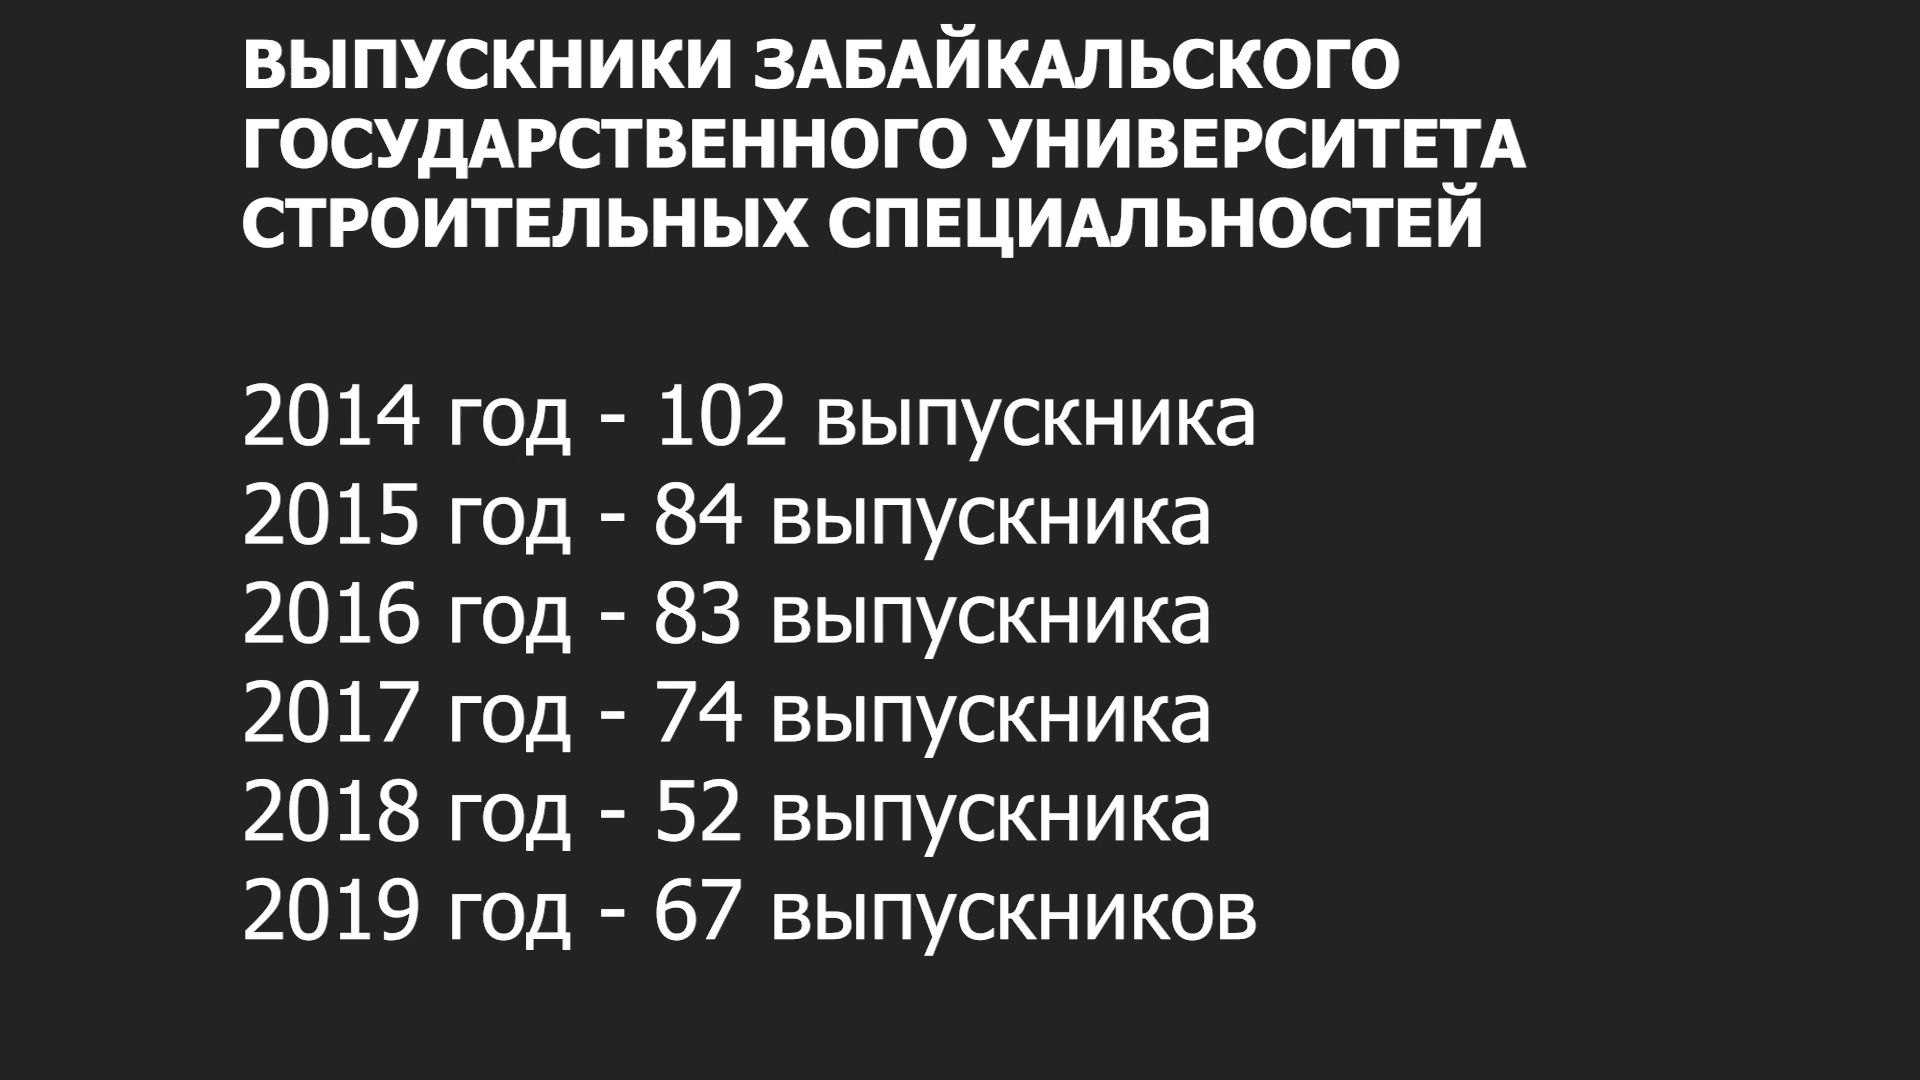 ВЫПУСКНИКИ ЗАБАЙКАЛЬСКОГО
ГОСУДАРСТВЕННОГО УНИВЕРСИТЕТА
СТРОИТЕЛЬНЫХ СПЕЦИАЛЬНОСТЕЙ
2014 год - 102 выпускника
2015 год - 84 выпускника
2016 год - 83 выпускника
2017 год - 74 выпускника
2018 год - 52 выпускника
2019 год - 67 выпускников